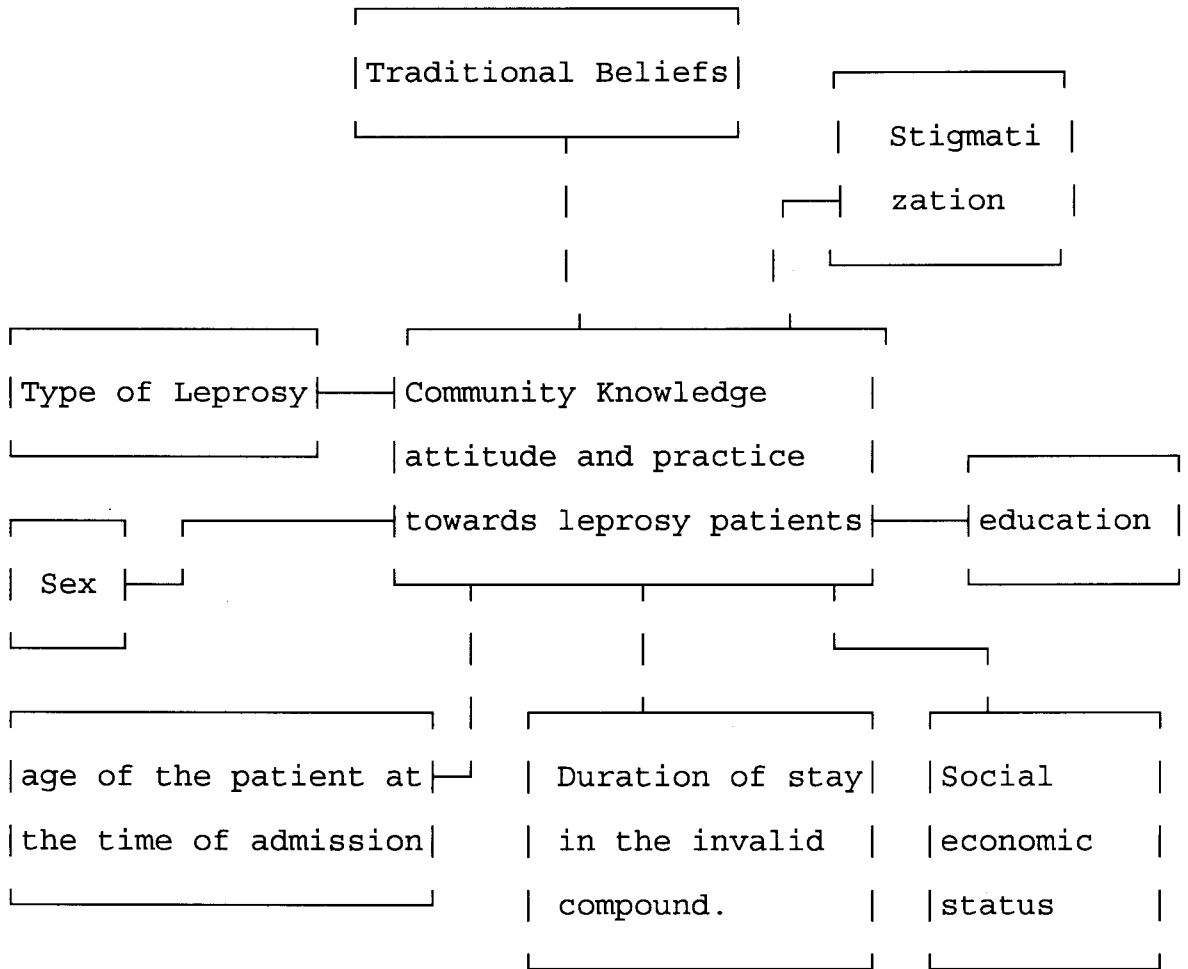 Traditional Beliefs
Stigmati
zation
Type of Leprosy
Community Knowledge
attitude and practice
towards leprosy patients
education
Sex
age of the patient at
the time of admission
Duration of stay
in the invalid
compound.
Social
economic
status